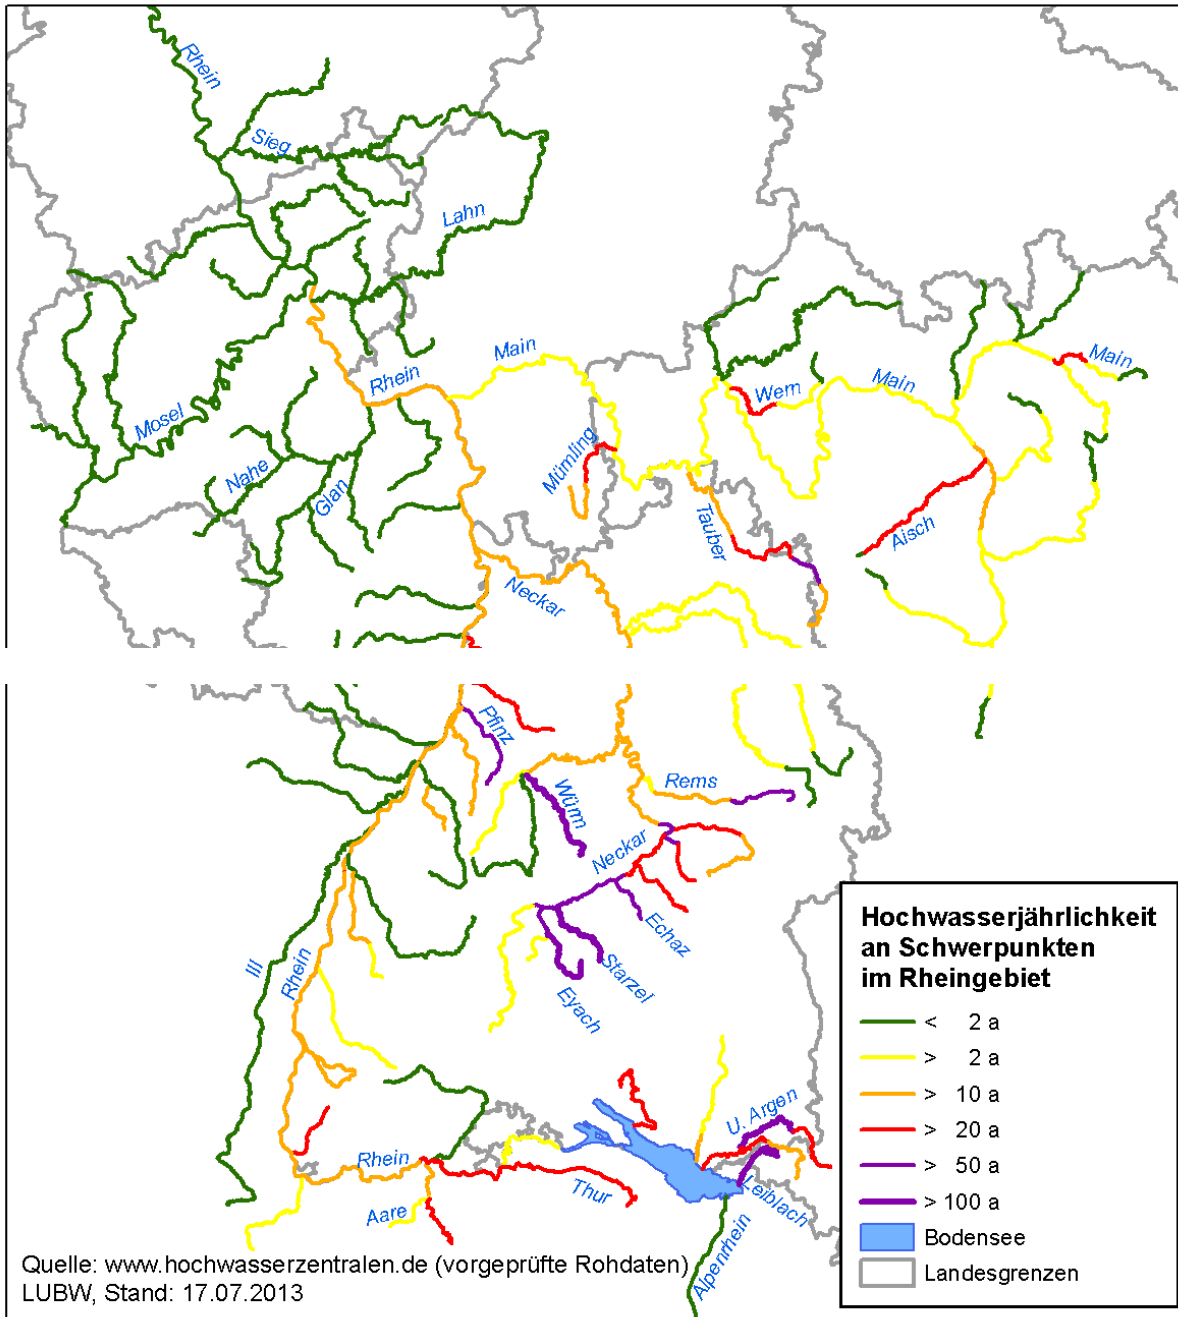 Rhein
Sieg
Lahn
Main
Rhein
Mosel
Nahe
Glan
Mümling
Wern
Main
Main
Tauber
Aisch
Neckar
Pfinz
Würm
Rems
Neckar
Echaz
Starzel
Eyach
Ill
Rhein
U. Argen
Rhein
Thur
Leiblach
Aare
Alpenrhein
Hochwasserjährlichkeit
an Schwerpunkten
im Rheingebiet
< 2 a
> 2 a
> 10 a
> 20 a
> 50 a
> 100 a
Bodensee
Landesgrenzen
Quelle: www.hochwasserzentralen.de (vorgeprüfte Rohdaten)
LUBW, Stand: 17.07.2013